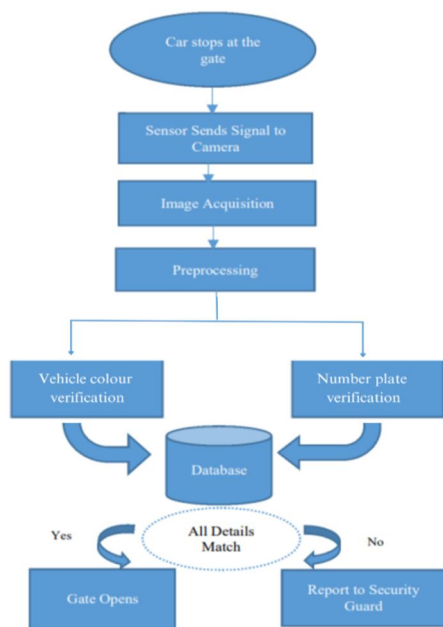 Car stops at the
gate
Sensor Sends Signal to
Camera
Image Acquisition
Preprocessing
Vehicle colour
verification
Number plate
verification
Database
All Details
Match
Yes
No
Gate Opens
Report to Security
Guard